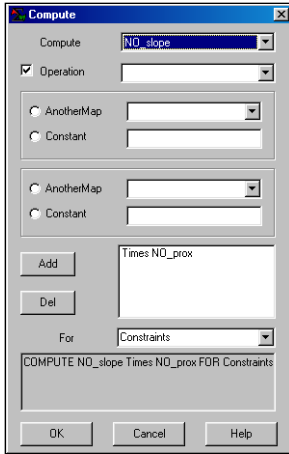 Compute
Compute NO_slope
Operation
AnotherMap
Constant
AnotherMap
Constant
Add
Times NO_prox
Del
For Constraints
COMPUTE NO_slope Times NO_prox FOR Constraints
OK Cancel Help